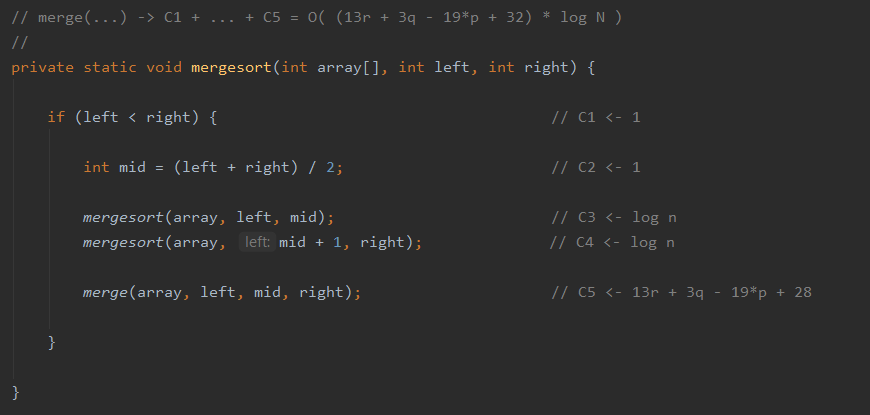 // merge(...) -> C1 + ... + C5 = O( (13r + 3q - 19*p + 32) * log N )
//
private static void mergesort(int array[], int left, int right) {
if (left < right) { // C1 <- 1
int mid = (left + right) / 2; // C2 <- 1
mergesort(array, left, mid); // C3 <- log n
mergesort(array, left: mid + 1, right); // C4 <- log n
merge(array, left, mid, right); // C5 <- 13r + 3q - 19*p + 28
}
}